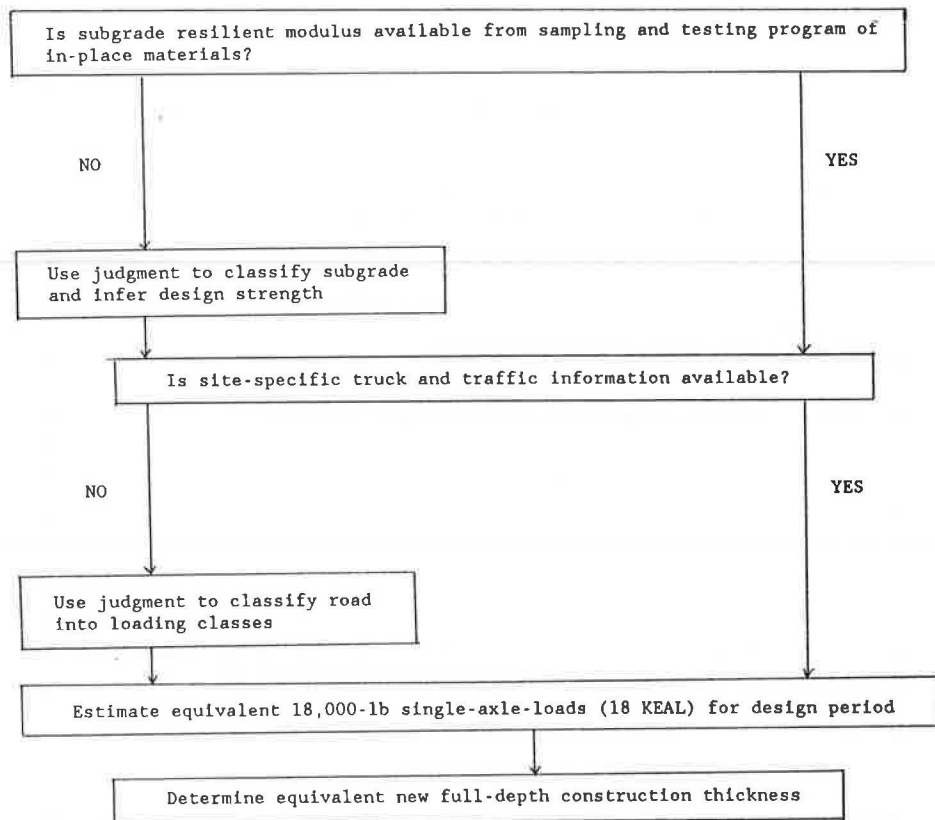 Is subgrade resilient modulus available from sampling and testing program of
in-place materials?
NO
YES
Use judgment to classify subgrade
and infer design strength
Is site-specific truck and traffic information available?
NO
YES
Use judgment to classify road
into loading classes
Estimate equivalent 18,000-lb single-axle-loads (18 KEAL) for design period
Determine equivalent new full-depth construction thickness